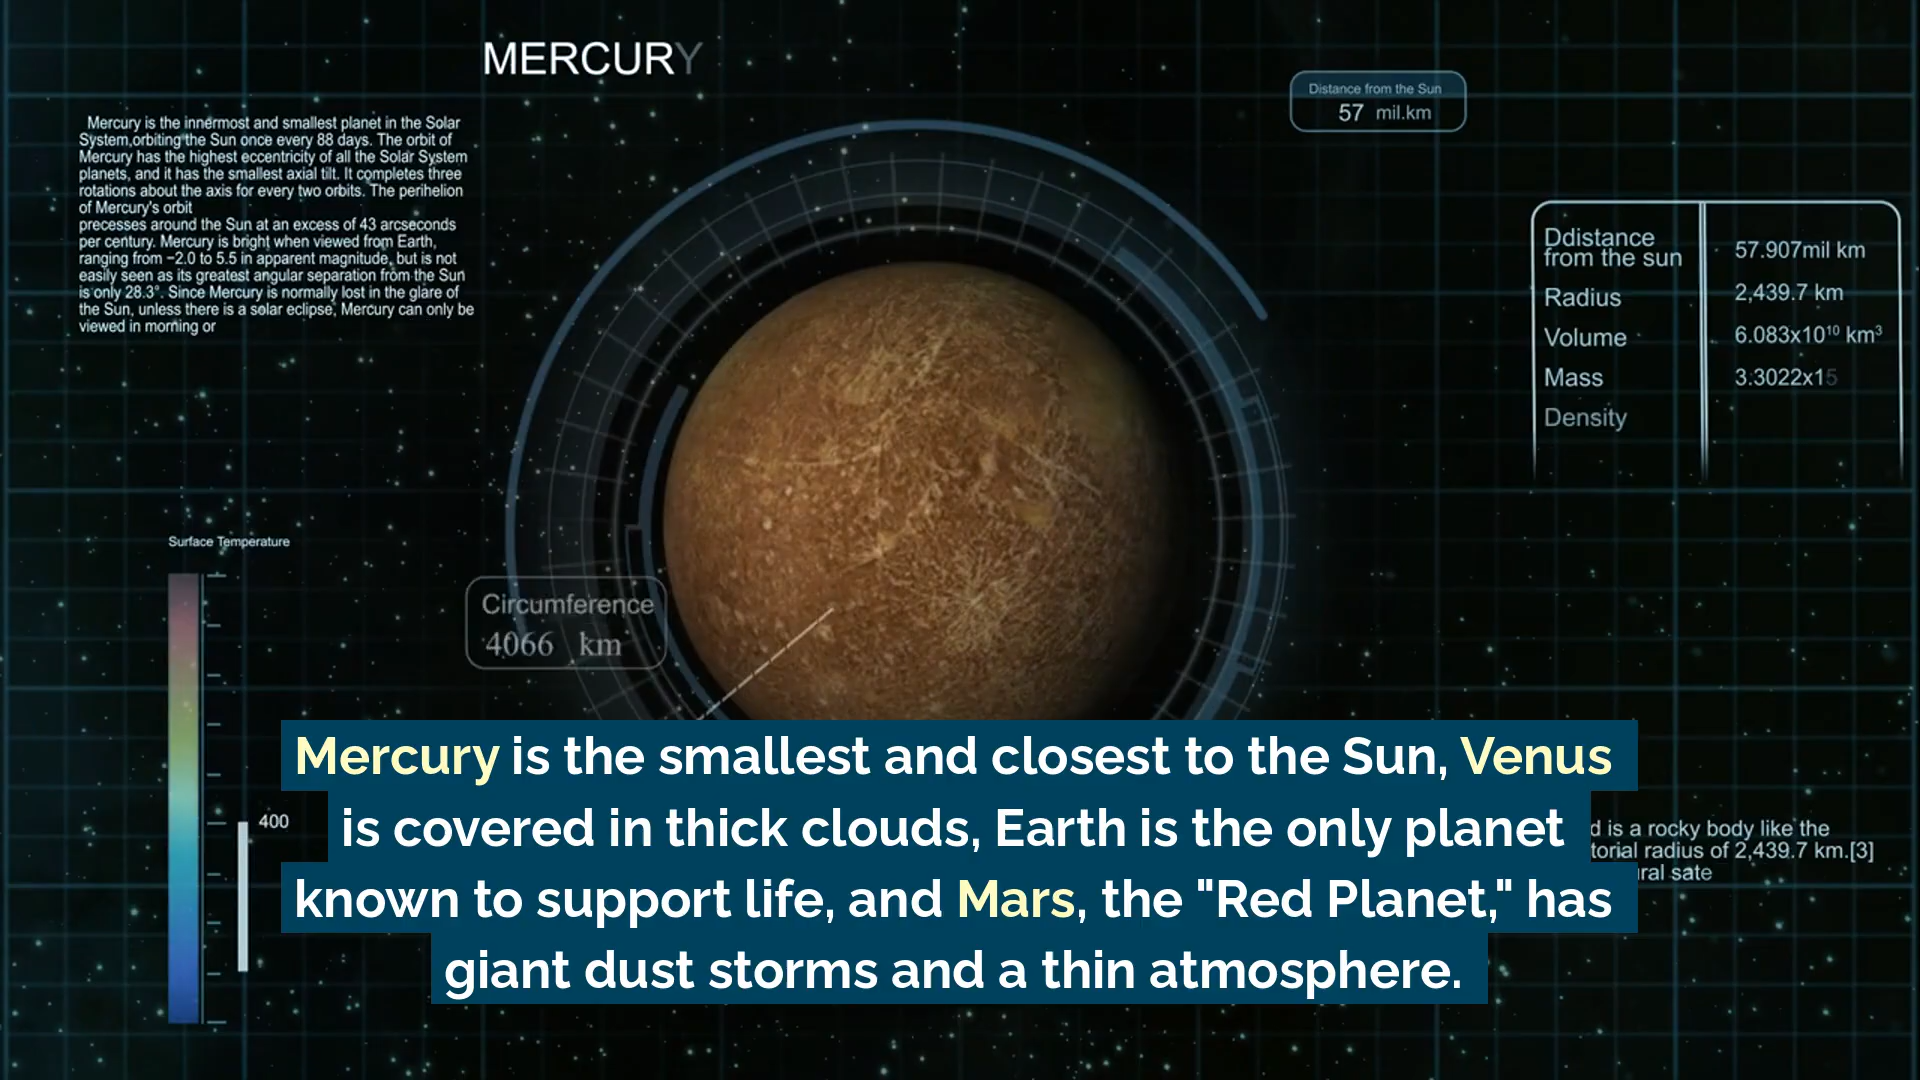 MERCURY
Distance from the Sun
57 mil.km
Mercury is the innermost and smallest planet in the Solar
System,orbiting the Sun once every 88 days. The orbit of
Mercury has the highest eccentricity of all the Solar System
planets, and it has the smallest axial tilt. It completes three
rotations about the axis for every two orbits. The perihelion
of Mercury's orbit
precesses around the Sun at an excess of 43 arcseconds
per century. Mercury is bright when viewed from Earth,
ranging from −2.0 to 5.5 in apparent magnitude, but is not
easily seen as its greatest angular separation from the Sun
is only 28.3°. Since Mercury is normally lost in the glare of
the Sun, unless there is a solar eclipse, Mercury can only be
viewed in morning or
Ddistance
from the sun
57.907mil km
Radius
2,439.7 km
Volume
6.083x10¹⁰ km³
Mass
3.3022x15
Density
Surface Temperature
Circumference
4066 km
400
Mercury is the smallest and closest to the Sun, Venus
is covered in thick clouds, Earth is the only planet
known to support life, and Mars, the "Red Planet," has
giant dust storms and a thin atmosphere.
is a rocky body like the
radius of 2,439.7 km.[3]
sate